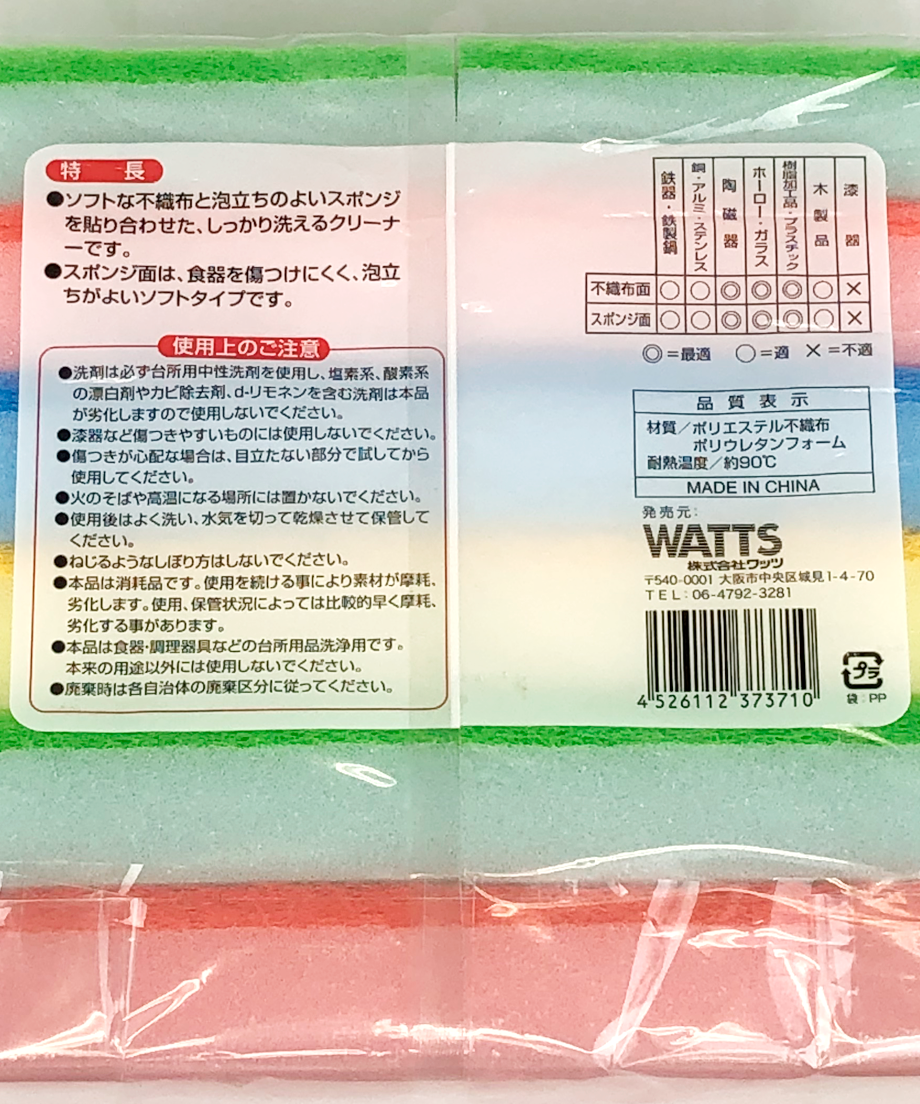 特 長
●ソフトな不織布と泡立ちのよいスポンジ
を貼り合わせた、しっかり洗えるクリーナ
ーです。
●スポンジ面は、食器を傷つけにくく、泡立
ちがよいソフトタイプです。
使用上のご注意
●洗剤は必ず台所用中性洗剤を使用し、塩素系、酸素系
の漂白剤やカビ除去剤、d-リモネンを含む洗剤は本品
が劣化しますので使用しないでください。
●漆器など傷つきやすいものには使用しないでください。
●傷つきが心配な場合は、目立たない部分で試してから
使用してください。
●火のそばや高温になる場所には置かないでください。
●使用後はよく洗い、水気を切って乾燥させて保管して
ください。
●ねじるようなしぼり方はしないでください。
●本品は消耗品です。使用を続ける事により素材が摩耗、
劣化します。使用、保管状況によっては比較的早く摩耗、
劣化する事があります。
●本品は食器・調理器具などの台所用品洗浄用です。
本来の用途以外には使用しないでください。
●廃棄時は各自治体の廃棄区分に従ってください。
鉄器・鉄製鍋 銅・アルミ・ステンレス 陶磁器 ホーロー・ガラス 樹脂加工品・プラスチック 木製品 漆器
不織布面 ○ ○ ◎ ◎ ◎ ○ ×
スポンジ面 ○ ○ ◎ ◎ ◎ ○ ×
◎=最適 ○=適 ×=不適
品質表示
材質/ポリエステル不織布
ポリウレタンフォーム
耐熱温度/約90℃
MADE IN CHINA
発売元:
WATTS
株式会社ワッツ
〒540-0001 大阪市中央区城見1-4-70
TEL:06-4792-3281
4 526112 373710
プラ
袋:PP